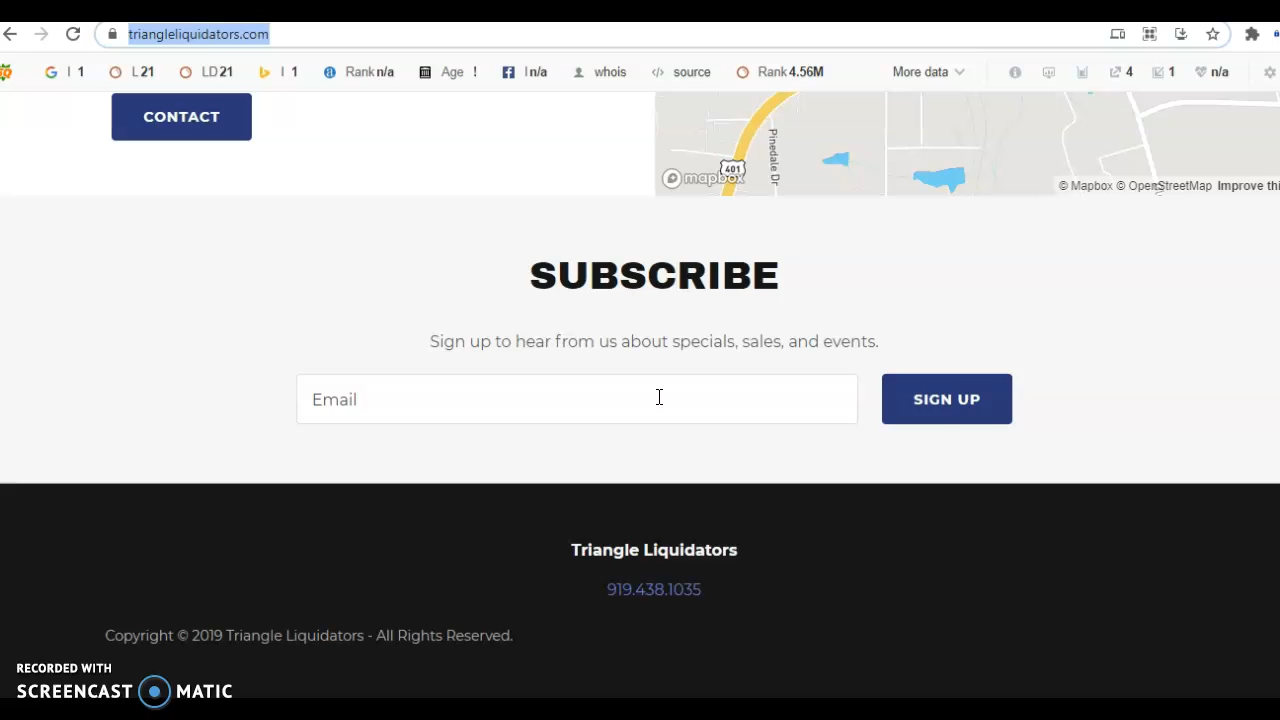 triangleliquidators.com
I 1 L 21 LD 21 I 1 Rank n/a Age ! I n/a whois source Rank 4.56M More data 4 1 n/a
CONTACT
Pinedale Dr
401
mapbox
© Mapbox © OpenStreetMap Improve thi
SUBSCRIBE
Sign up to hear from us about specials, sales, and events.
Email SIGN UP
Triangle Liquidators
919.438.1035
Copyright © 2019 Triangle Liquidators - All Rights Reserved.
RECORDED WITH
SCREENCAST MATIC